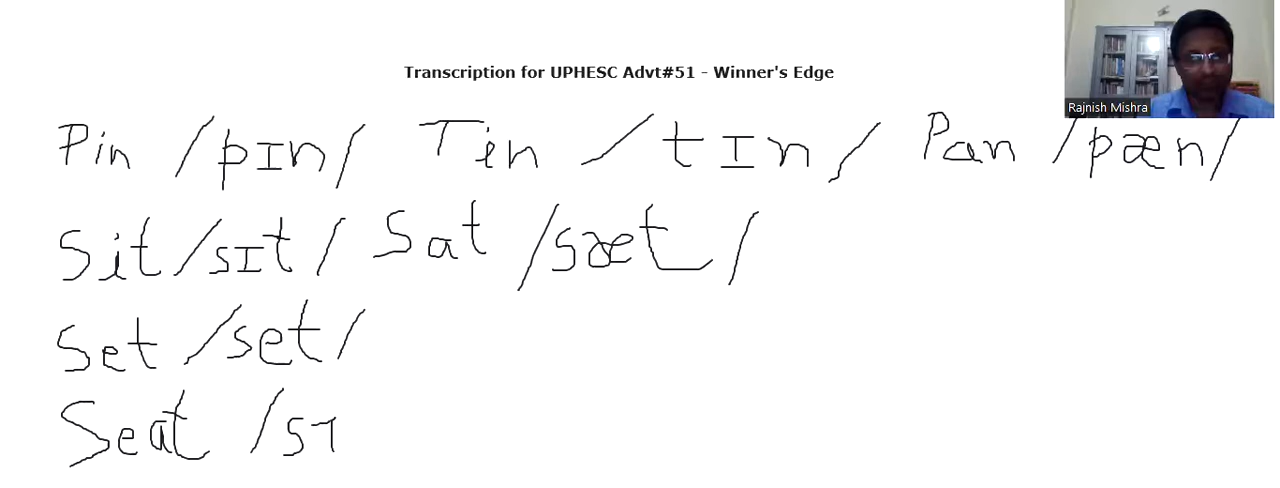 Transcription for UPHESC Advt#51 - Winner's Edge
Rajnish Mishra
Pin /pɪn/ Tin /tɪn/ Pan /pæn/
Sit /sɪt/ Sat /sæt/
Set /set/
Seat /s